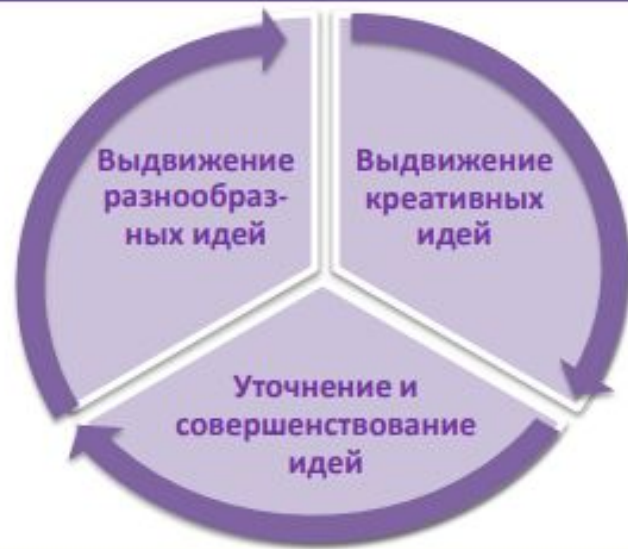 Выдвижение
разнообраз-
ных идей
Выдвижение
креативных
идей
Уточнение и
совершенствование
идей